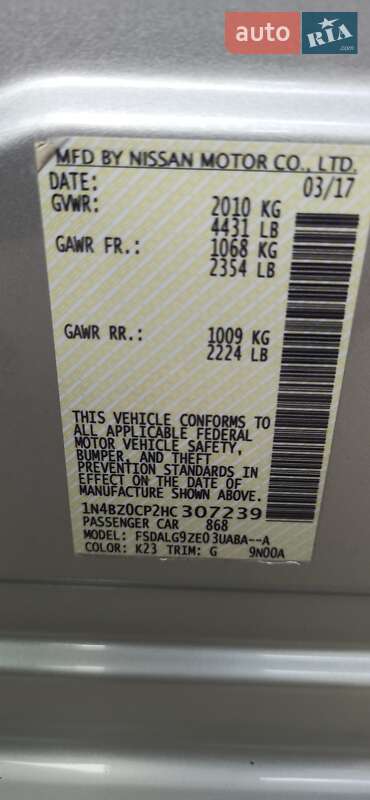 auto RIA
.com
MFD BY NISSAN MOTOR CO., LTD.
DATE: 03/17
GVWR: 2010 KG
4431 LB
GAWR FR.: 1068 KG
2354 LB
GAWR RR.: 1009 KG
2224 LB
THIS VEHICLE CONFORMS TO
ALL APPLICABLE FEDERAL
MOTOR VEHICLE SAFETY,
BUMPER, AND THEFT
PREVENTION STANDARDS IN
EFFECT ON THE DATE OF
MANUFACTURE SHOWN ABOVE.
1N4BZ0CP2HC 307239
PASSENGER CAR 868
MODEL: FSDALG9ZE03UABA--A
COLOR: K23 TRIM: G 9N00A